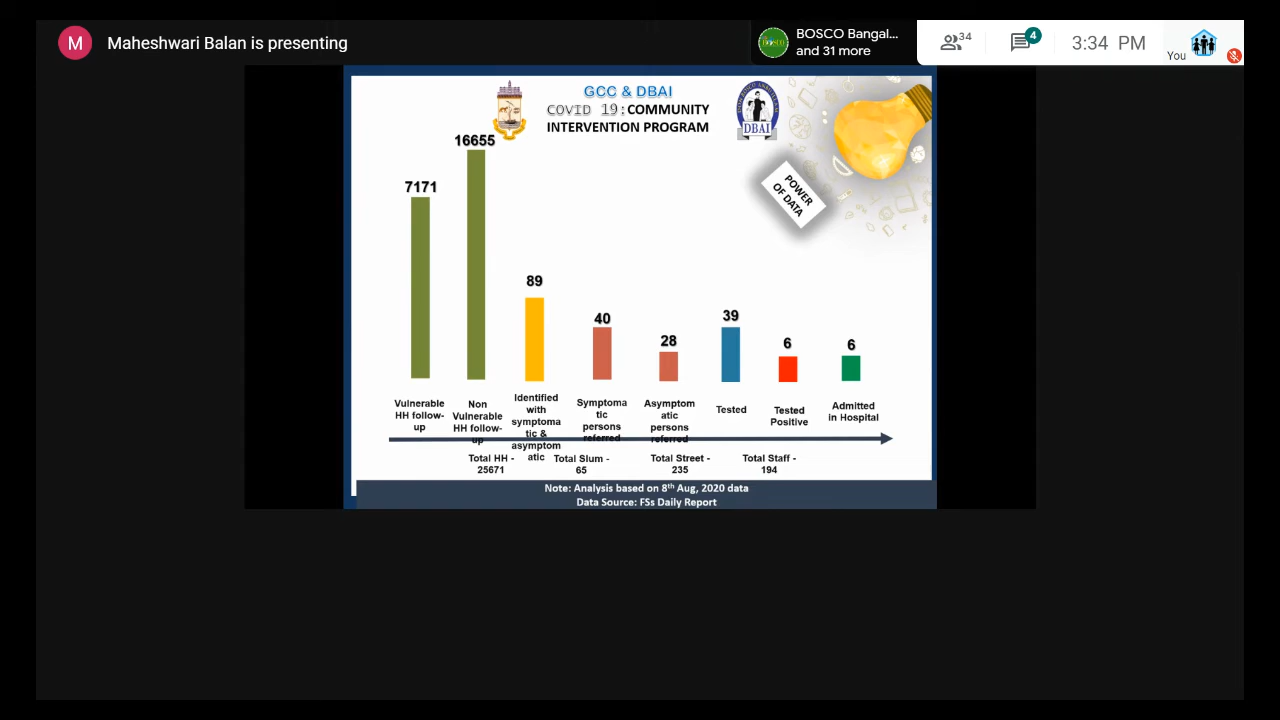 M
Maheshwari Balan is presenting
BOSCO Bangal...
and 31 more
34
4
3:34 PM
You
GCC & DBAI
COVID 19:COMMUNITY
INTERVENTION PROGRAM
DBAI
POWER
OF DATA
7171
16655
89
40
28
39
6
6
Vulnerable
HH follow-
up
Non
Vulnerable
HH follow-
up
Identified
with
symptoma
tic &
asymptom
atic
Symptoma
tic
persons
referred
Asymptom
atic
persons
referred
Tested
Tested
Positive
Admitted
in Hospital
Total HH -
25671
Total Slum -
65
Total Street -
235
Total Staff -
194
Note: Analysis based on 8th Aug, 2020 data
Data Source: FSs Daily Report